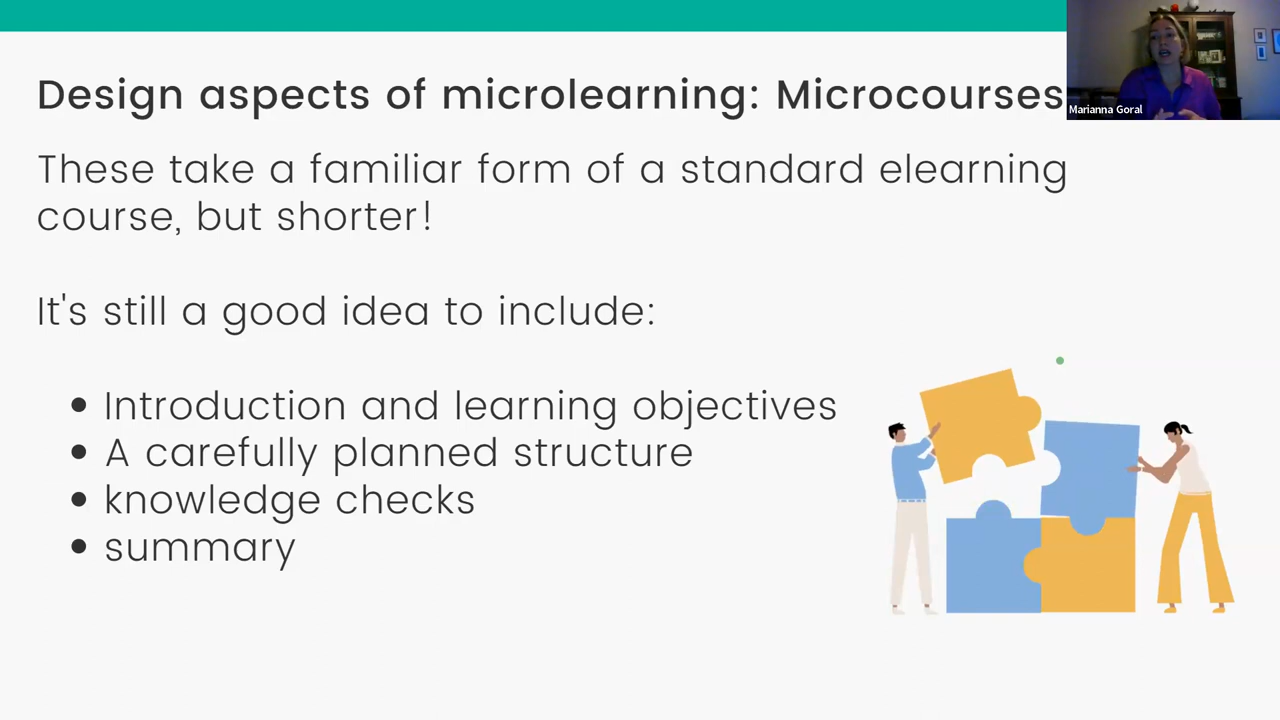 Design aspects of microlearning: Microcourses
Marianna Goral
These take a familiar form of a standard elearning
course, but shorter!
It's still a good idea to include:
• Introduction and learning objectives
• A carefully planned structure
• knowledge checks
• summary